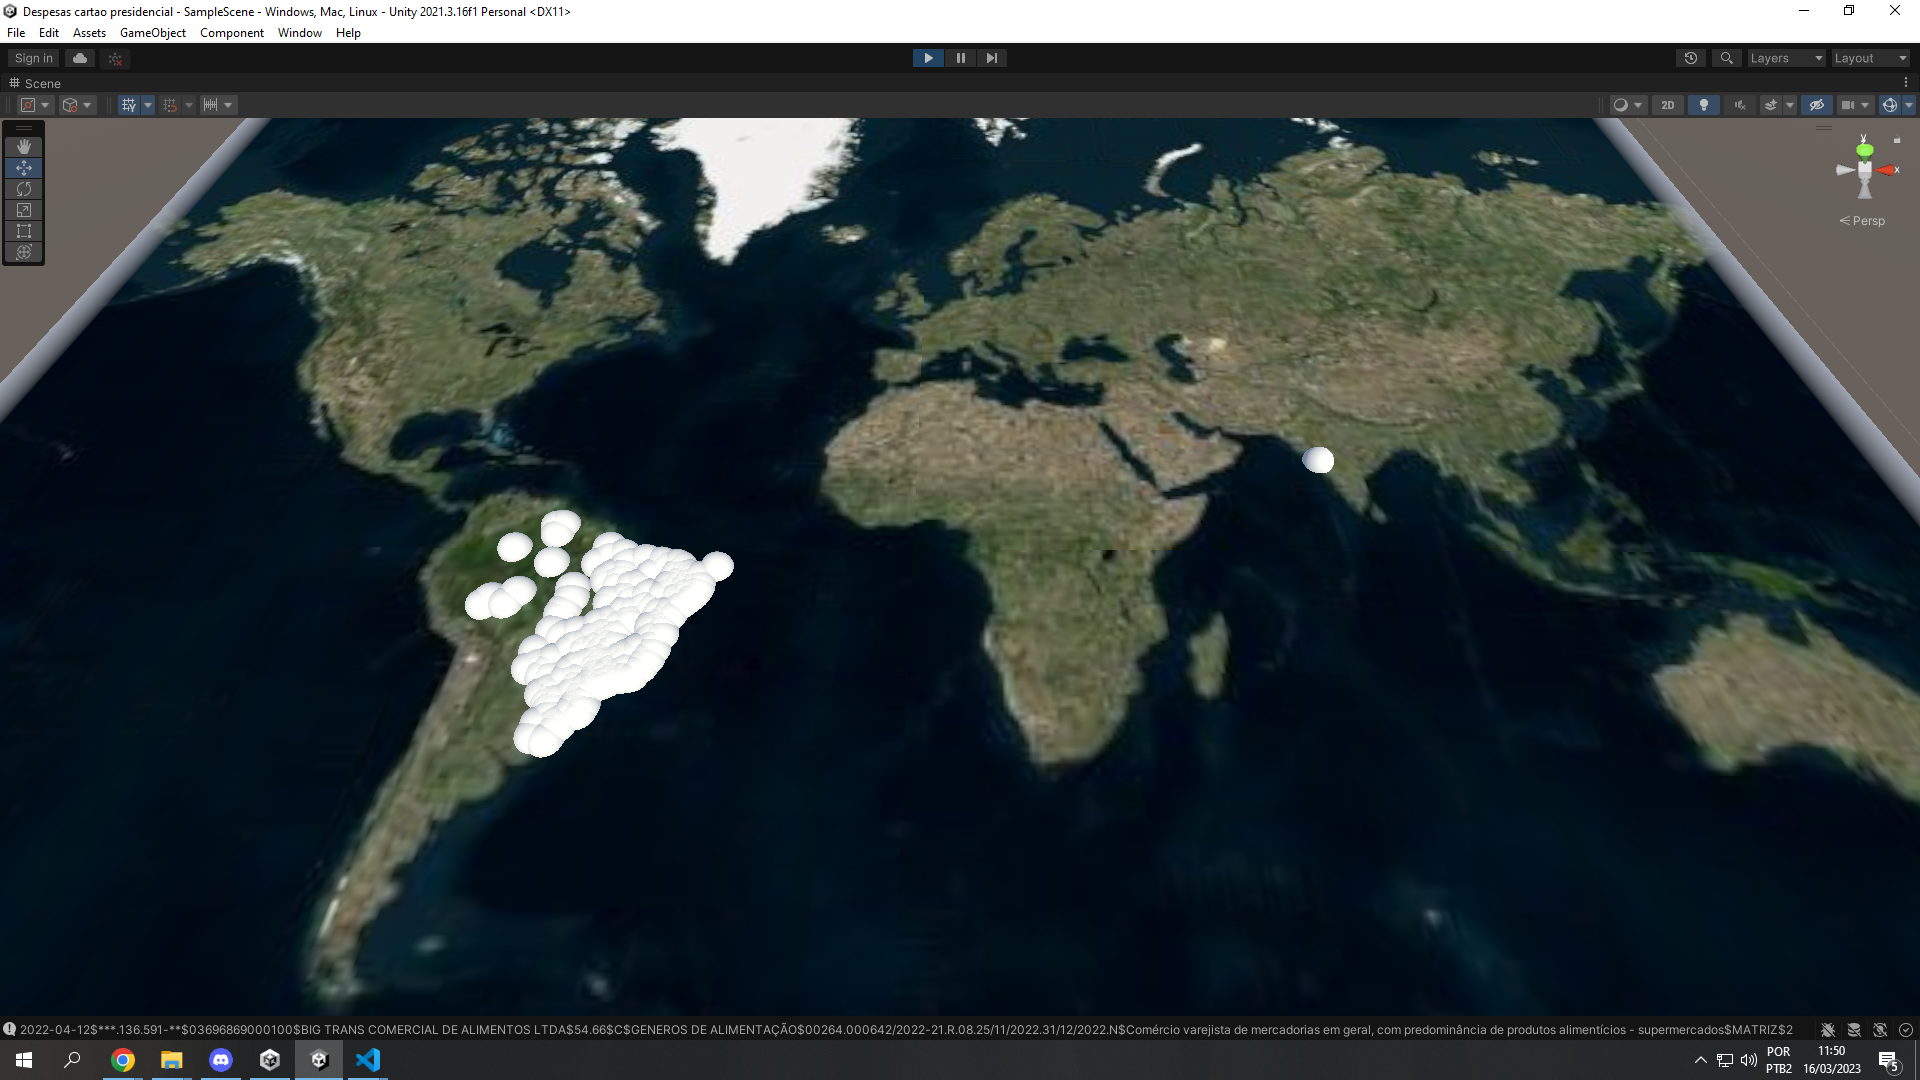 Despesas cartao presidencial - SampleScene - Windows, Mac, Linux - Unity 2021.3.16f1 Personal <DX11>
File Edit Assets GameObject Component Window Help
Sign in
Layers
Layout
Scene
2D
y
x
Persp
2022-04-12$***.136.591-**$03696869000100$BIG TRANS COMERCIAL DE ALIMENTOS LTDA$54.66$C$GENEROS DE ALIMENTAÇÃO$00264.000642/2022-21.R.08.25/11/2022.31/12/2022.N$Comércio varejista de mercadorias em geral, com predominância de produtos alimentícios - supermercados$MATRIZ$2
POR
PTB2
11:50
16/03/2023
5